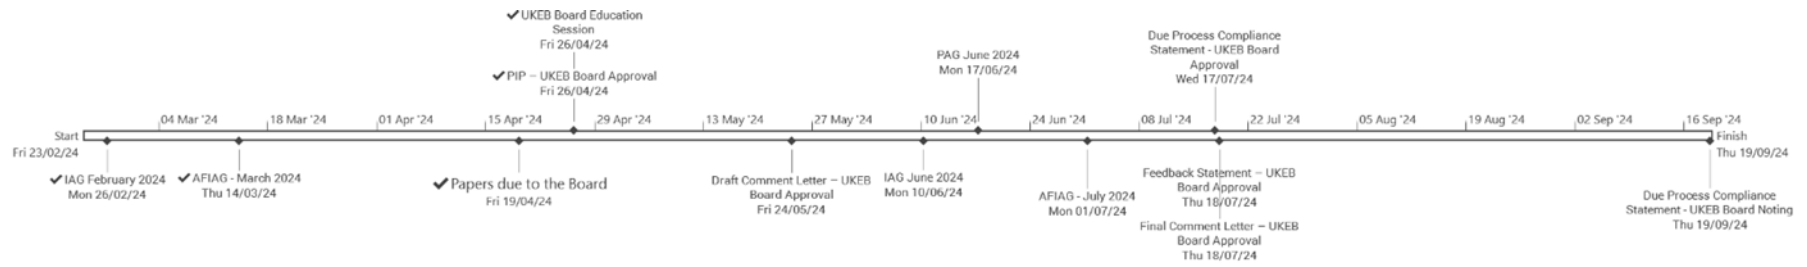 ✓ UKEB Board Education
Session
Fri 26/04/24
✓ PIP – UKEB Board Approval
Fri 26/04/24
PAG June 2024
Mon 17/06/24
Due Process Compliance
Statement - UKEB Board
Approval
Wed 17/07/24
04 Mar '24
18 Mar '24
01 Apr '24
15 Apr '24
29 Apr '24
13 May '24
27 May '24
10 Jun '24
24 Jun '24
08 Jul '24
22 Jul '24
05 Aug '24
19 Aug '24
02 Sep '24
16 Sep '24
Start
Fri 23/02/24
Finish
Thu 19/09/24
✓ IAG February 2024
Mon 26/02/24
✓ AFIAG - March 2024
Thu 14/03/24
✓ Papers due to the Board
Fri 19/04/24
Draft Comment Letter – UKEB
Board Approval
Fri 24/05/24
IAG June 2024
Mon 10/06/24
AFIAG - July 2024
Mon 01/07/24
Feedback Statement – UKEB
Board Approval
Thu 18/07/24
Final Comment Letter – UKEB
Board Approval
Thu 18/07/24
Due Process Compliance
Statement - UKEB Board Noting
Thu 19/09/24